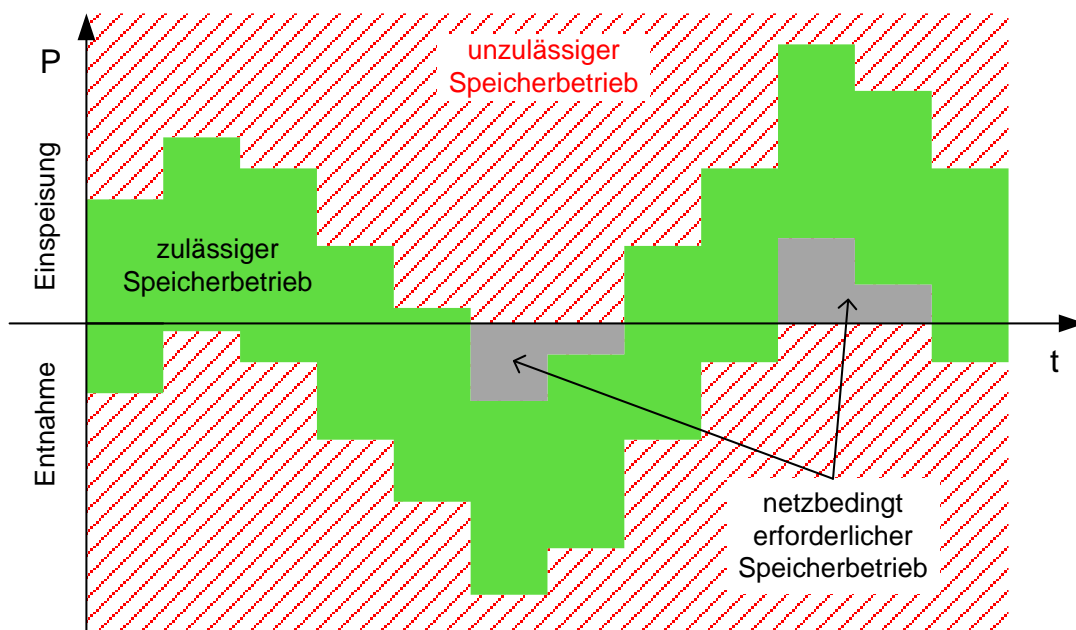 P
unzulässiger
Speicherbetrieb
Einspeisung
zulässiger
Speicherbetrieb
t
Entnahme
netzbedingt
erforderlicher
Speicherbetrieb